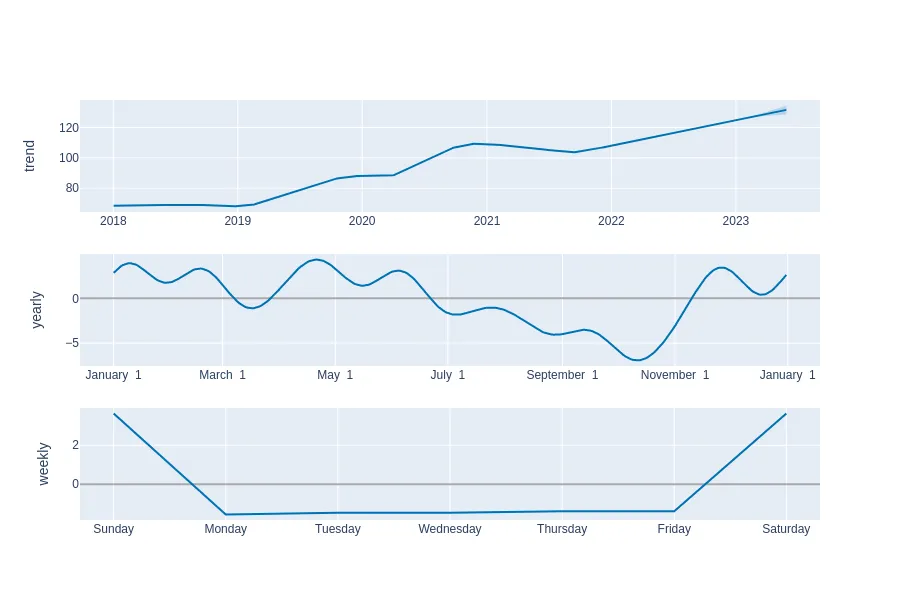 trend
120
100
80
2018 2019 2020 2021 2022 2023
yearly
0
−5
January 1 March 1 May 1 July 1 September 1 November 1 January 1
weekly
2
0
Sunday Monday Tuesday Wednesday Thursday Friday Saturday